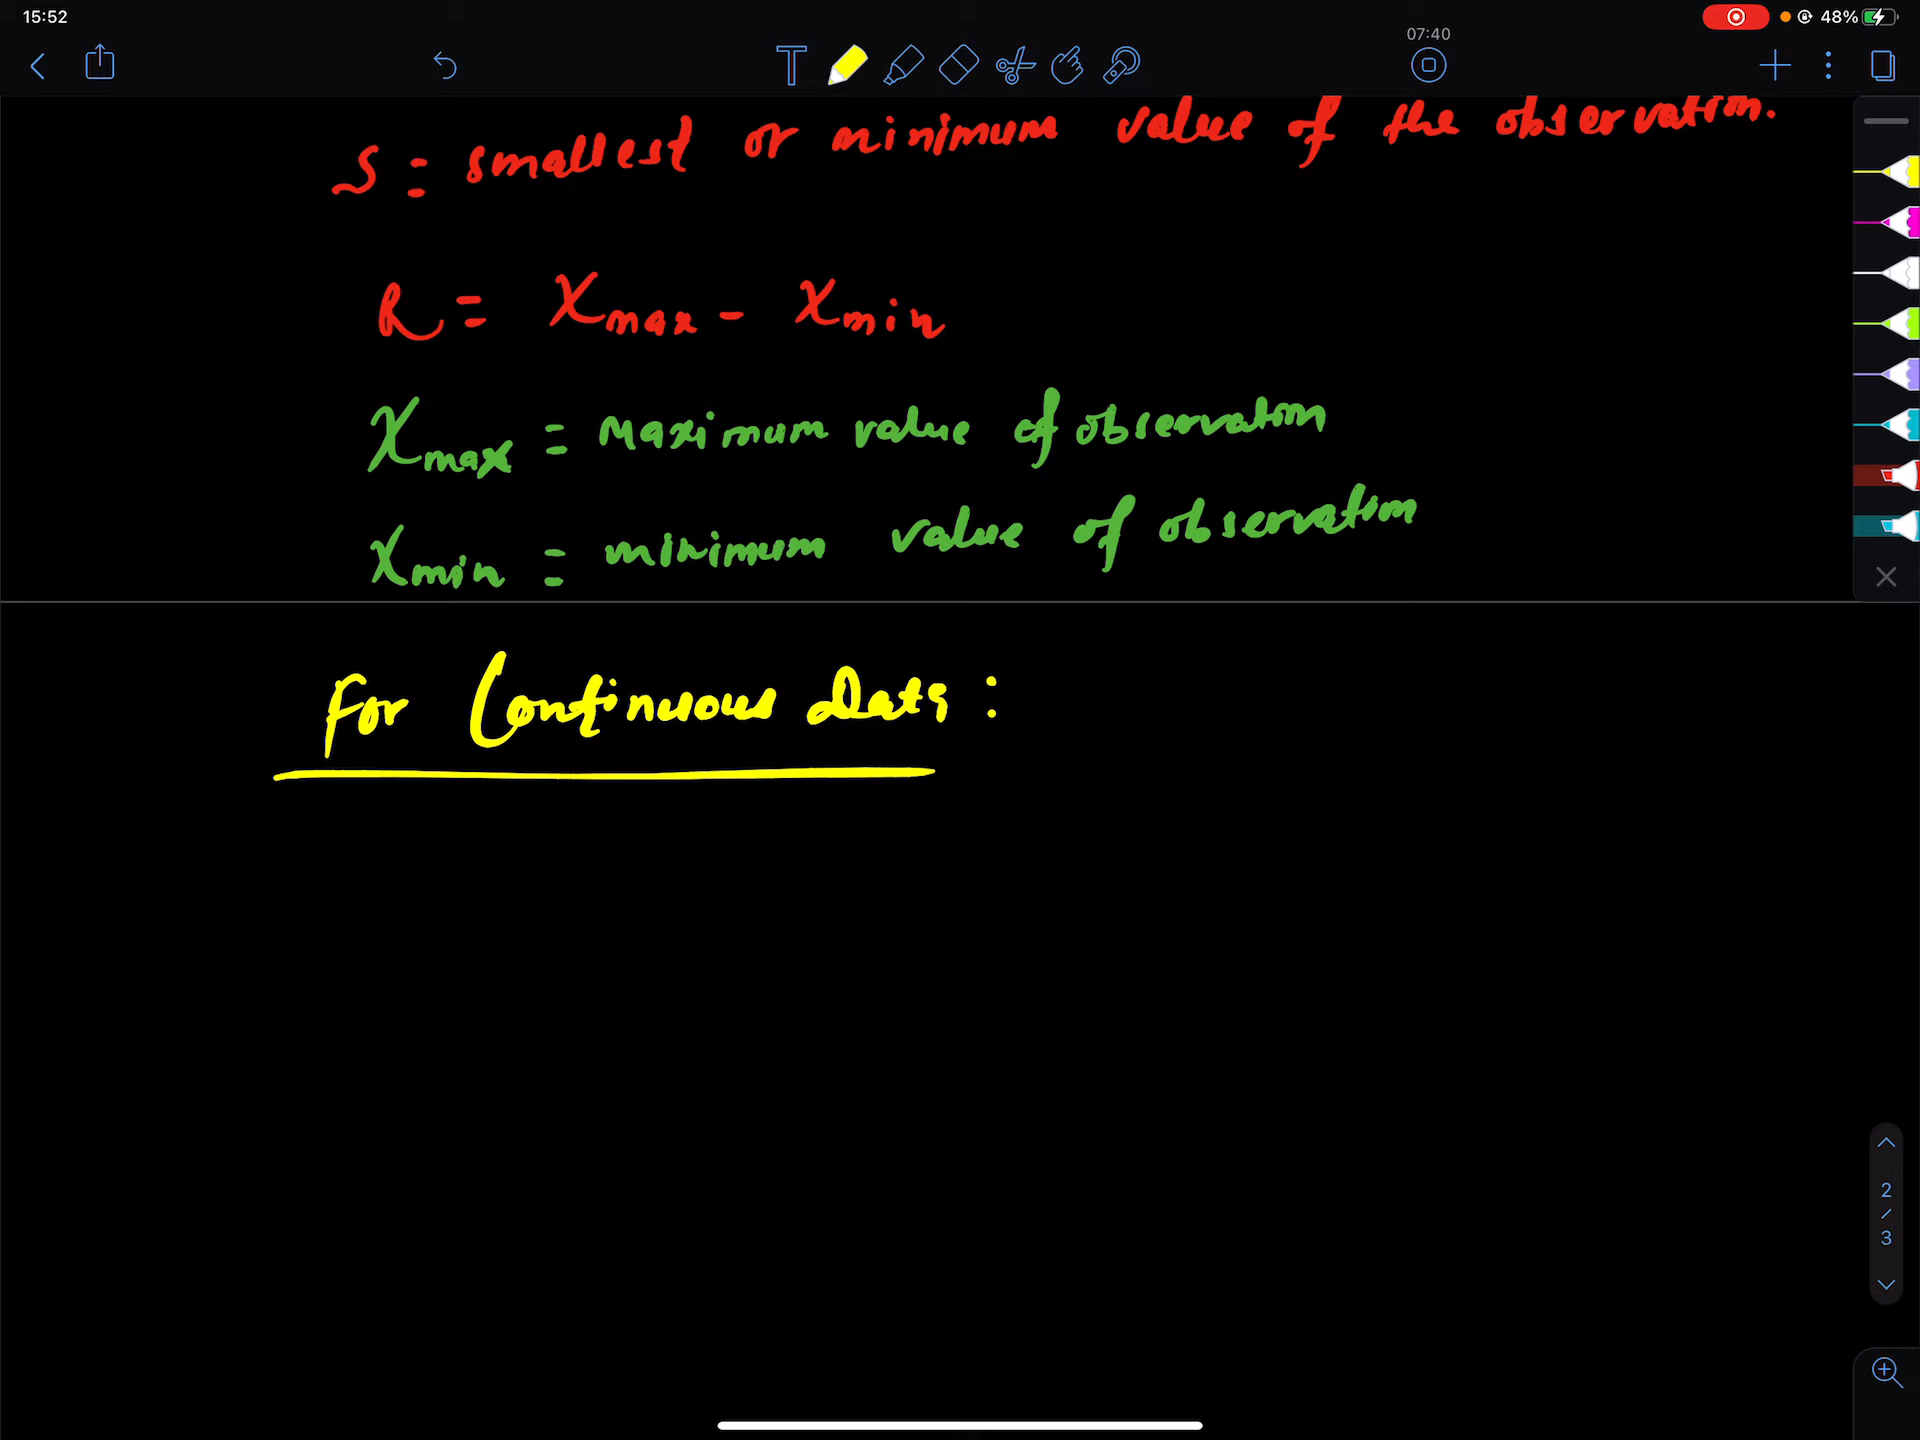 15:52
48%
07:40
S = smallest or minimum value of the observation.
R = Xmax - Xmin
Xmax = Maximum value of observation
Xmin = minimum value of observation
For Continuous Data :
2
/
3